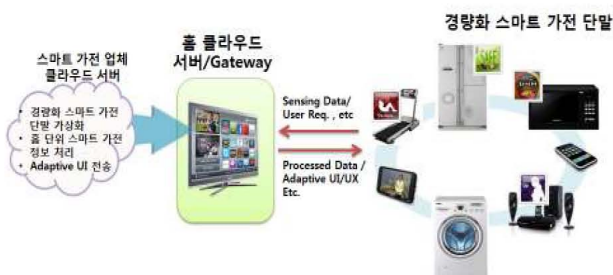 경량화 스마트 가전 단말
스마트 가전 업체
클라우드 서버
홈 클라우드
서버/Gateway
• 경량화 스마트 가전
단말 가상화
• 홈 단위 스마트 가전
정보 처리
• Adaptive UI 전송
Sensing Data/
User Req. , etc
Processed Data /
Adaptive UI/UX
Etc.